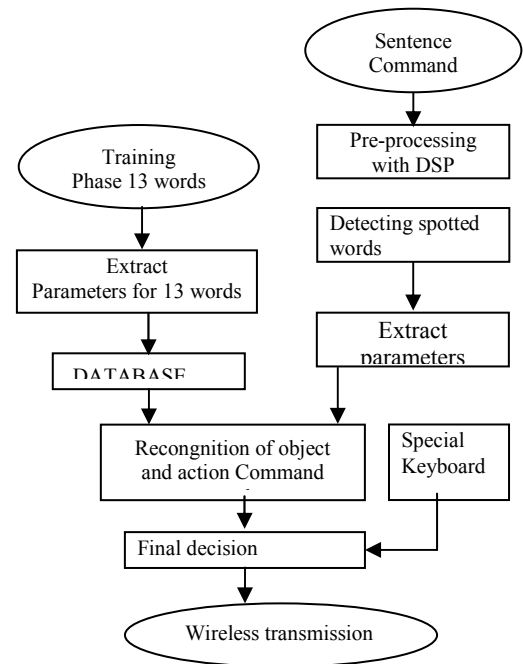 Sentence
Command
Pre-processing
with DSP
Training
Phase 13 words
Detecting spotted
words
Extract
Parameters for 13 words
Extract
parameters
DATABASE
Recongnition of object
and action Command
Special
Keyboard
Final decision
Wireless transmission